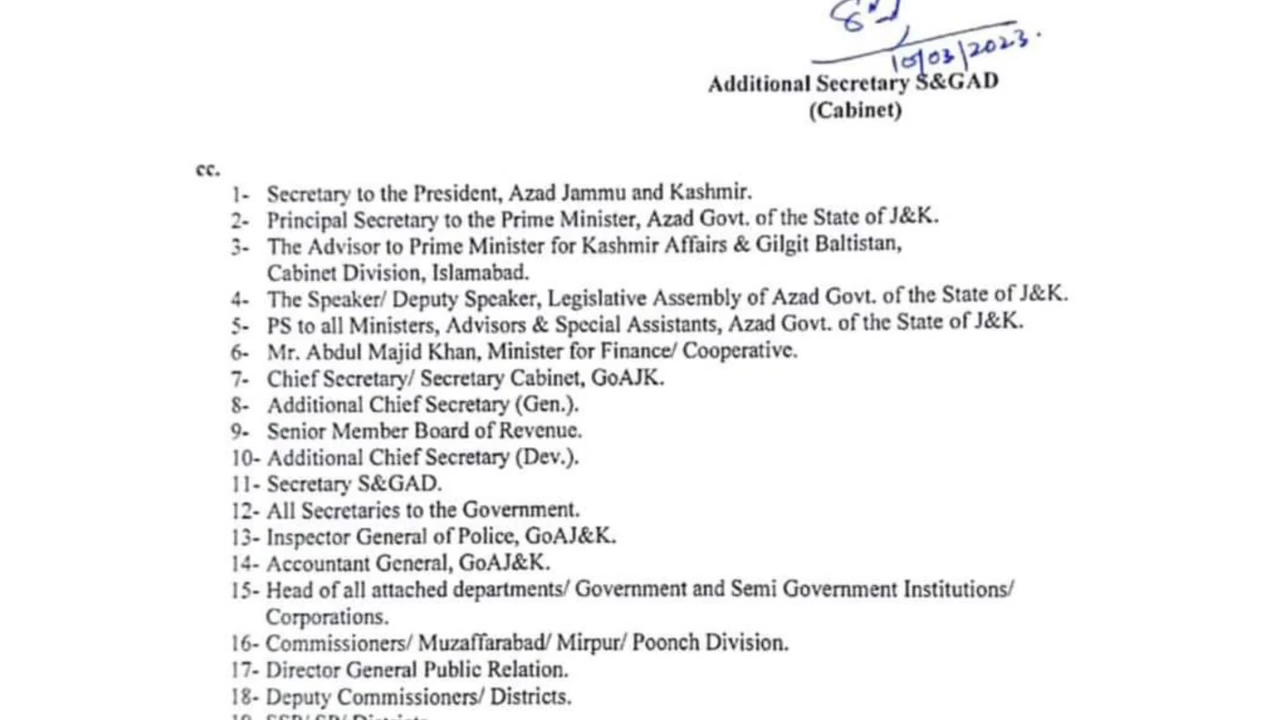 Sd/
10/03/2023.
Additional Secretary S&GAD
(Cabinet)
cc.
1- Secretary to the President, Azad Jammu and Kashmir.
2- Principal Secretary to the Prime Minister, Azad Govt. of the State of J&K.
3- The Advisor to Prime Minister for Kashmir Affairs & Gilgit Baltistan,
Cabinet Division, Islamabad.
4- The Speaker/ Deputy Speaker, Legislative Assembly of Azad Govt. of the State of J&K.
5- PS to all Ministers, Advisors & Special Assistants, Azad Govt. of the State of J&K.
6- Mr. Abdul Majid Khan, Minister for Finance/ Cooperative.
7- Chief Secretary/ Secretary Cabinet, GoAJK.
8- Additional Chief Secretary (Gen.).
9- Senior Member Board of Revenue.
10- Additional Chief Secretary (Dev.).
11- Secretary S&GAD.
12- All Secretaries to the Government.
13- Inspector General of Police, GoAJ&K.
14- Accountant General, GoAJ&K.
15- Head of all attached departments/ Government and Semi Government Institutions/
Corporations.
16- Commissioners/ Muzaffarabad/ Mirpur/ Poonch Division.
17- Director General Public Relation.
18- Deputy Commissioners/ Districts.
19- SSP/ SP/ Districts